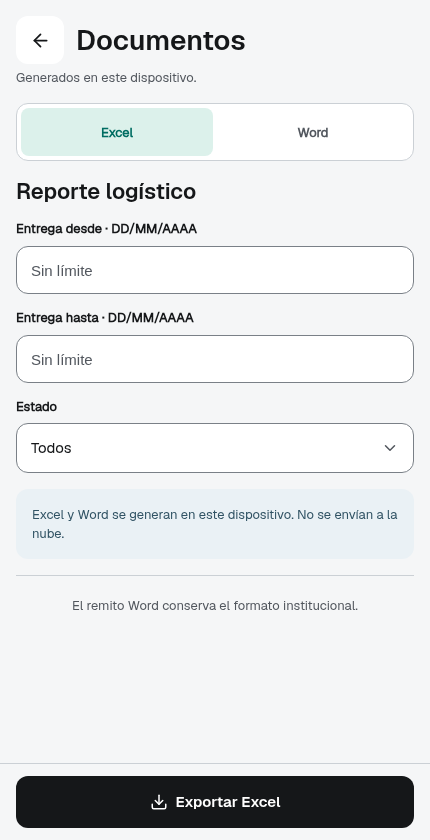 Documentos
Generados en este dispositivo.
Excel
Word
Reporte logístico
Entrega desde · DD/MM/AAAA
Sin límite
Entrega hasta · DD/MM/AAAA
Sin límite
Estado
Todos
Excel y Word se generan en este dispositivo. No se envían a la
nube.
El remito Word conserva el formato institucional.
Exportar Excel